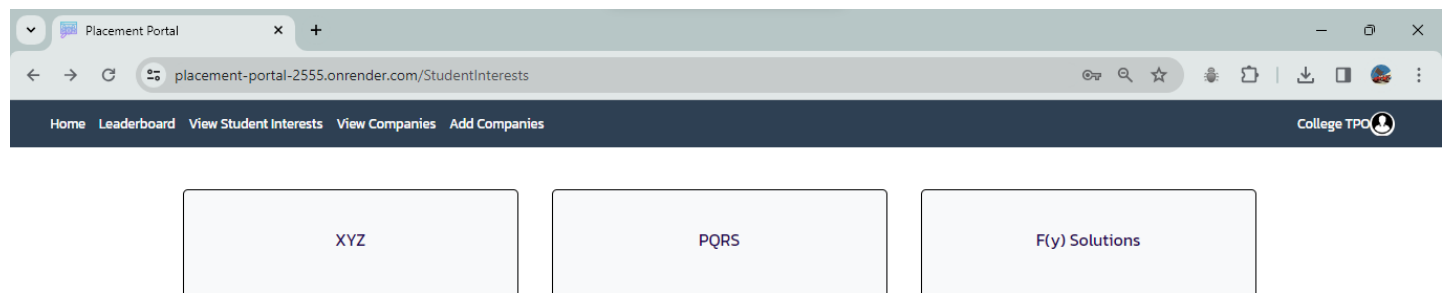 Placement Portal
placement-portal-2555.onrender.com/StudentInterests
Home Leaderboard View Student Interests View Companies Add Companies College TPO
XYZ PQRS F(y) Solutions